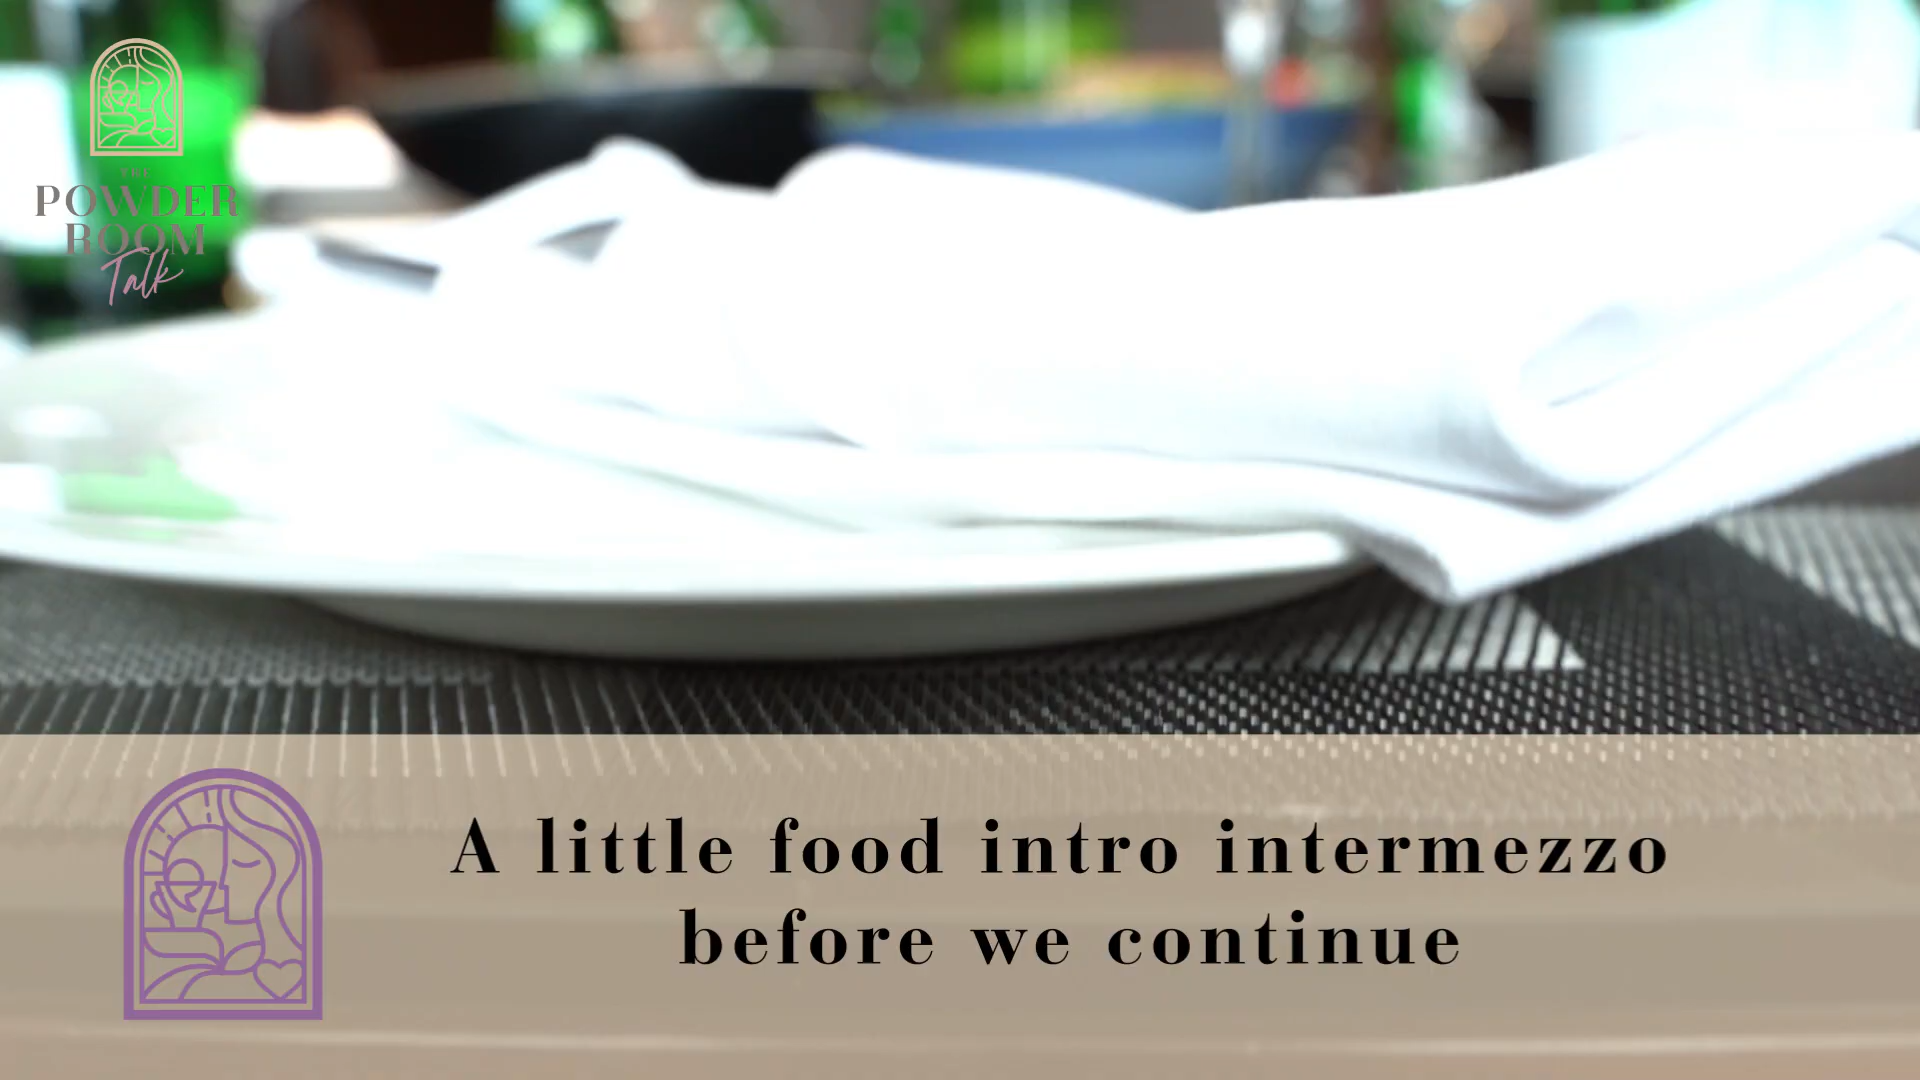 THE
POWDER
ROOM
Talk
A little food intro intermezzo
before we continue